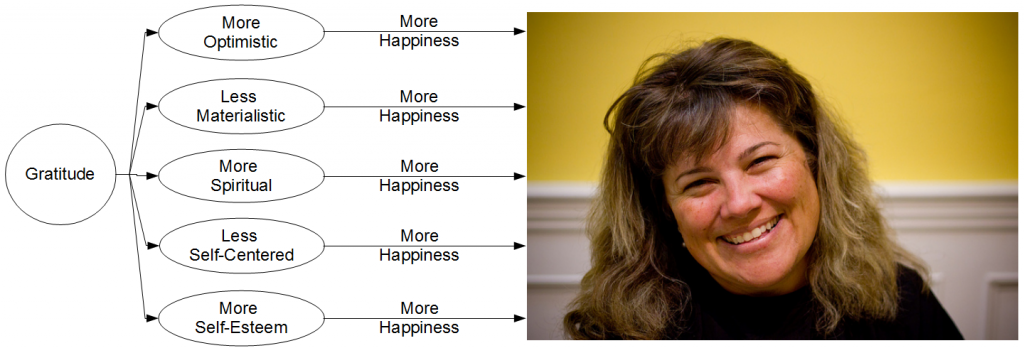 Gratitude
More
Optimistic
More
Happiness
Less
Materialistic
More
Happiness
More
Spiritual
More
Happiness
Less
Self-Centered
More
Happiness
More
Self-Esteem
More
Happiness